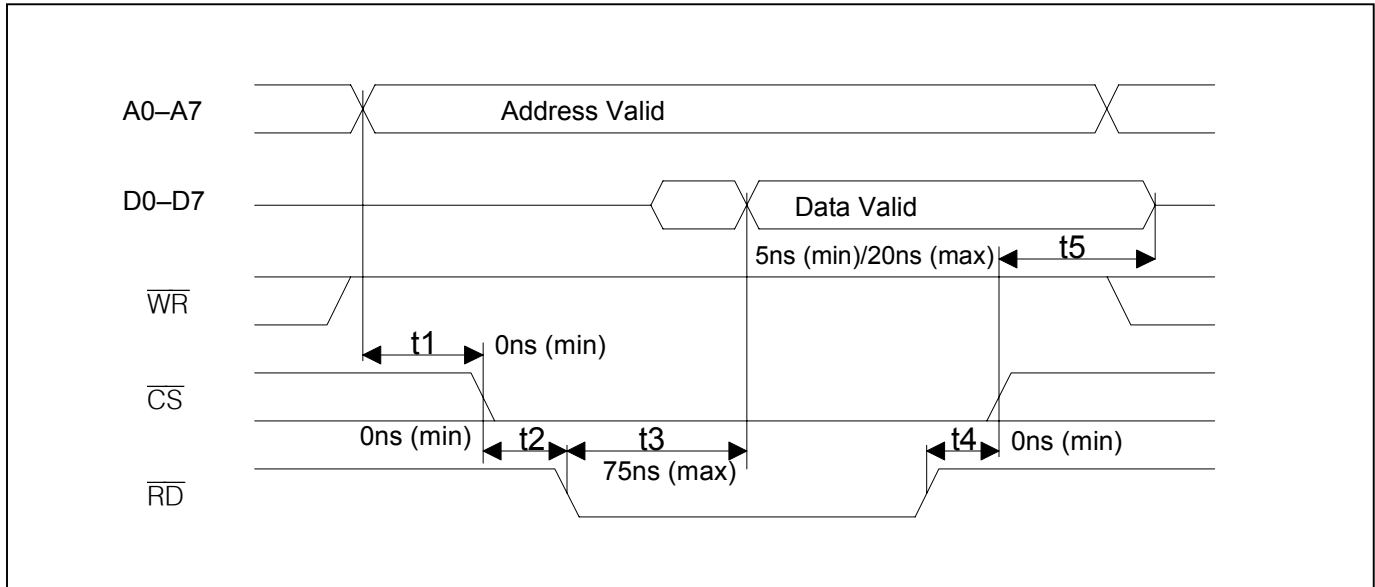 A0–A7
Address Valid
D0–D7
Data Valid
5ns (min)/20ns (max)
t5
WR
t1
0ns (min)
CS
0ns (min)
t2
t3
t4
0ns (min)
75ns (max)
RD